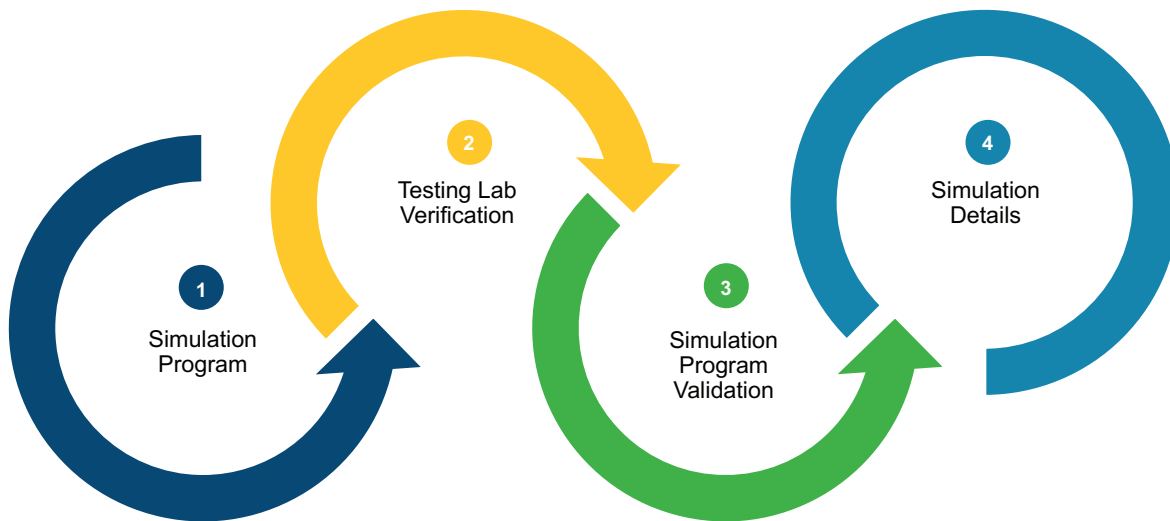 1
Simulation
Program
2
Testing Lab
Verification
3
Simulation
Program
Validation
4
Simulation
Details